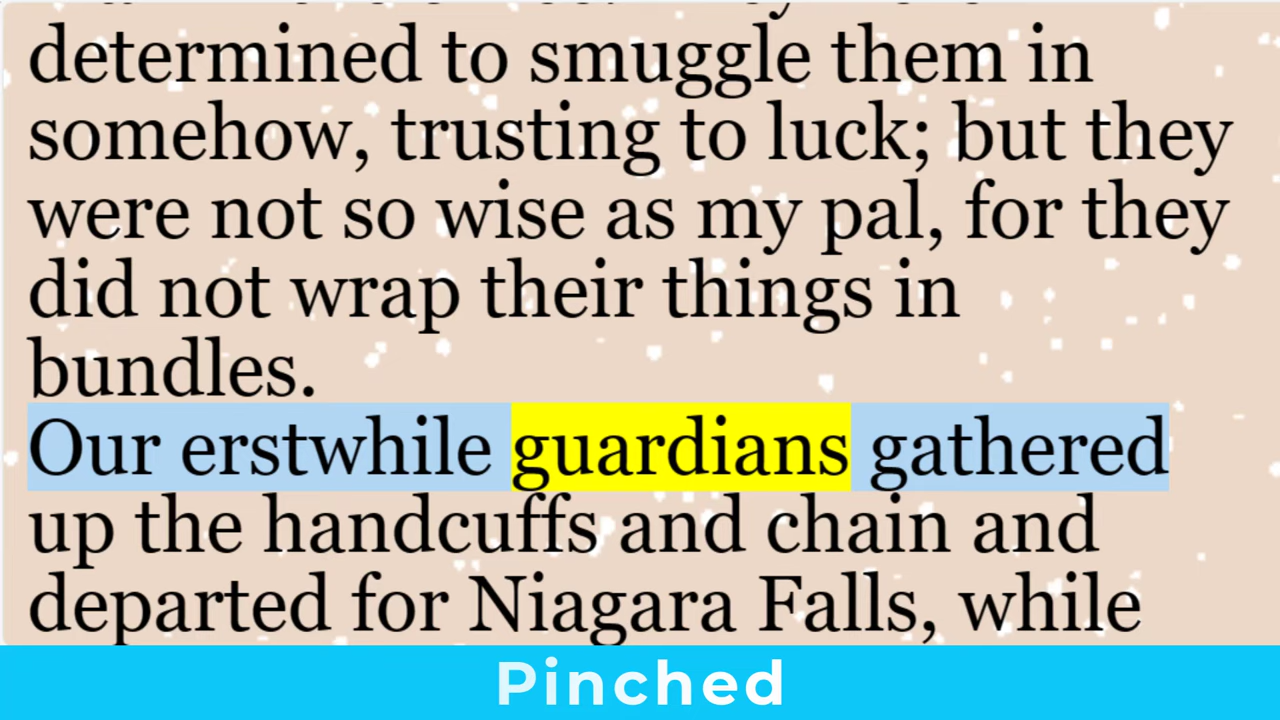 determined to smuggle them in
somehow, trusting to luck; but they
were not so wise as my pal, for they
did not wrap their things in
bundles.
Our erstwhile guardians gathered
up the handcuffs and chain and
departed for Niagara Falls, while
Pinched